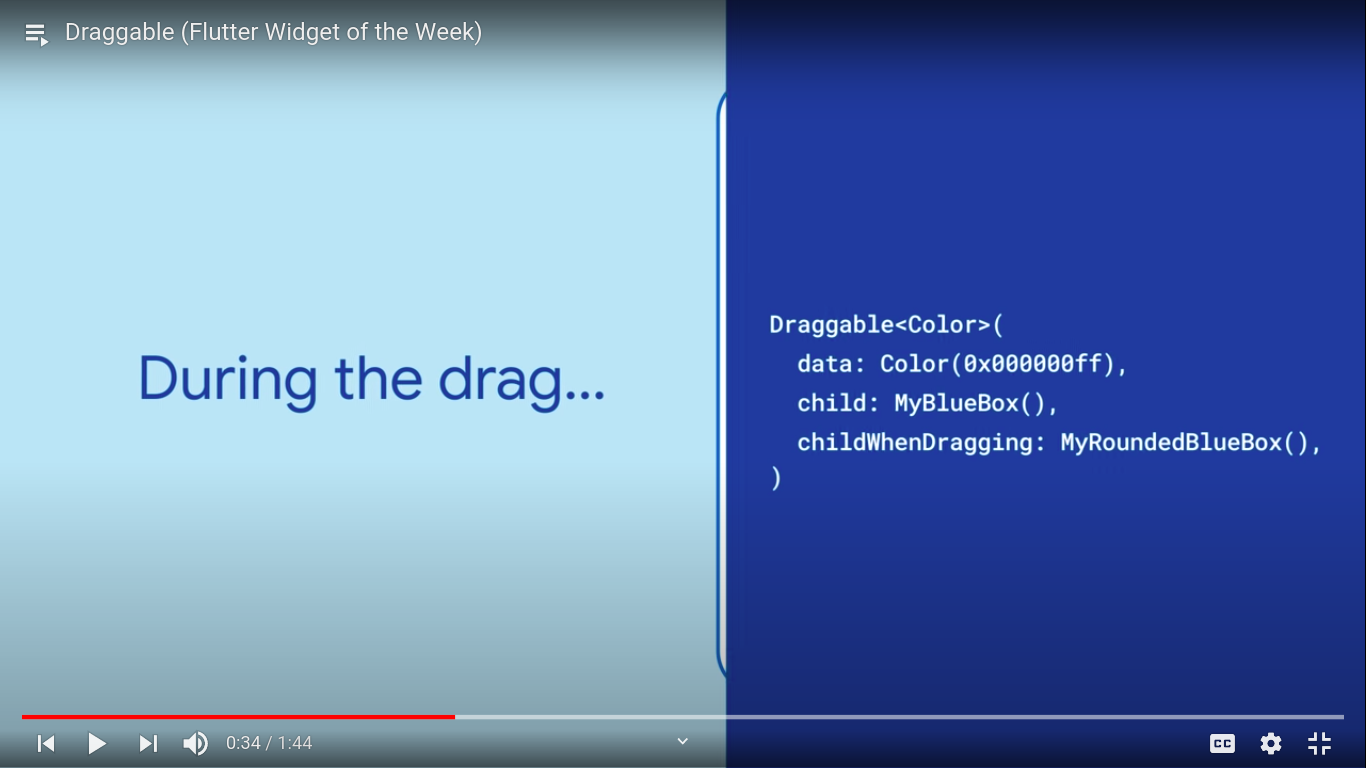 Draggable (Flutter Widget of the Week)
During the drag...
Draggable<Color>(
  data: Color(0x000000ff),
  child: MyBlueBox(),
  childWhenDragging: MyRoundedBlueBox(),
)
0:34 / 1:44
CC